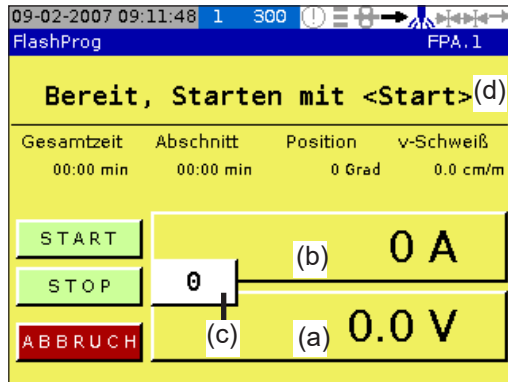 09-02-2007 09:11:48 1 300
FlashProg FPA.1
Bereit, Starten mit <Start> (d)
Gesamtzeit Abschnitt Position v-Schweiß
00:00 min 00:00 min 0 Grad 0.0 cm/m
START
(b) 0 A
STOP
0
(c)
(a) 0.0 V
ABBRUCH